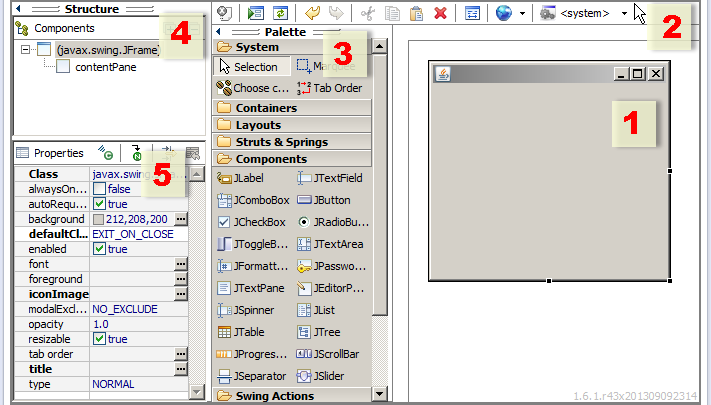 Structure
Components
(javax.swing.JFrame)
contentPane
4
Properties
5
Class javax.swing....
alwaysOn... false
autoRequ... true
background 212,208,200 ...
defaultCl... EXIT_ON_CLOSE
enabled true
font ...
foreground ...
iconImage ...
modalExcl... NO_EXCLUDE
opacity 1.0
resizable true
tab order ...
title ...
type NORMAL
<system>
2
Palette
3
System
Selection Marquee
Choose c... Tab Order
Containers
Layouts
Struts & Springs
Components
JLabel JTextField
JComboBox JButton
JCheckBox JRadioBu...
JToggleB... JTextArea
JFormatt... JPasswo...
JTextPane JEditorP...
JSpinner JList
JTable JTree
JProgres... JScrollBar
JSeparator JSlider
Swing Actions
1
1.6.1.r43x201309092314